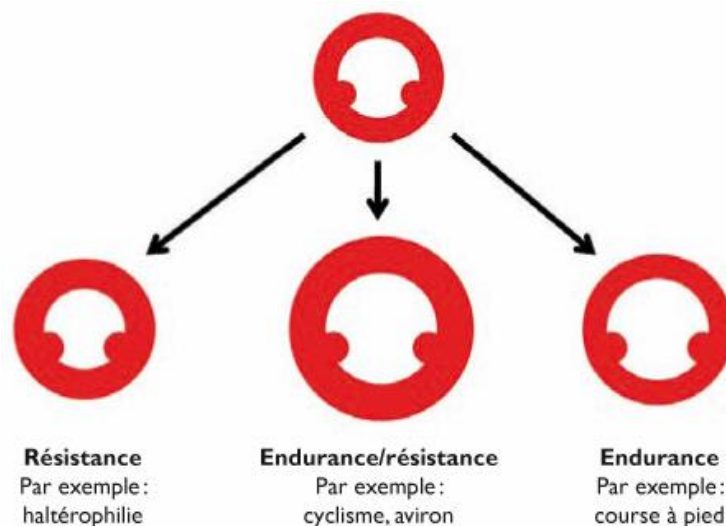 Résistance
Par exemple :
haltérophilie
Endurance/résistance
Par exemple :
cyclisme, aviron
Endurance
Par exemple :
course à pied